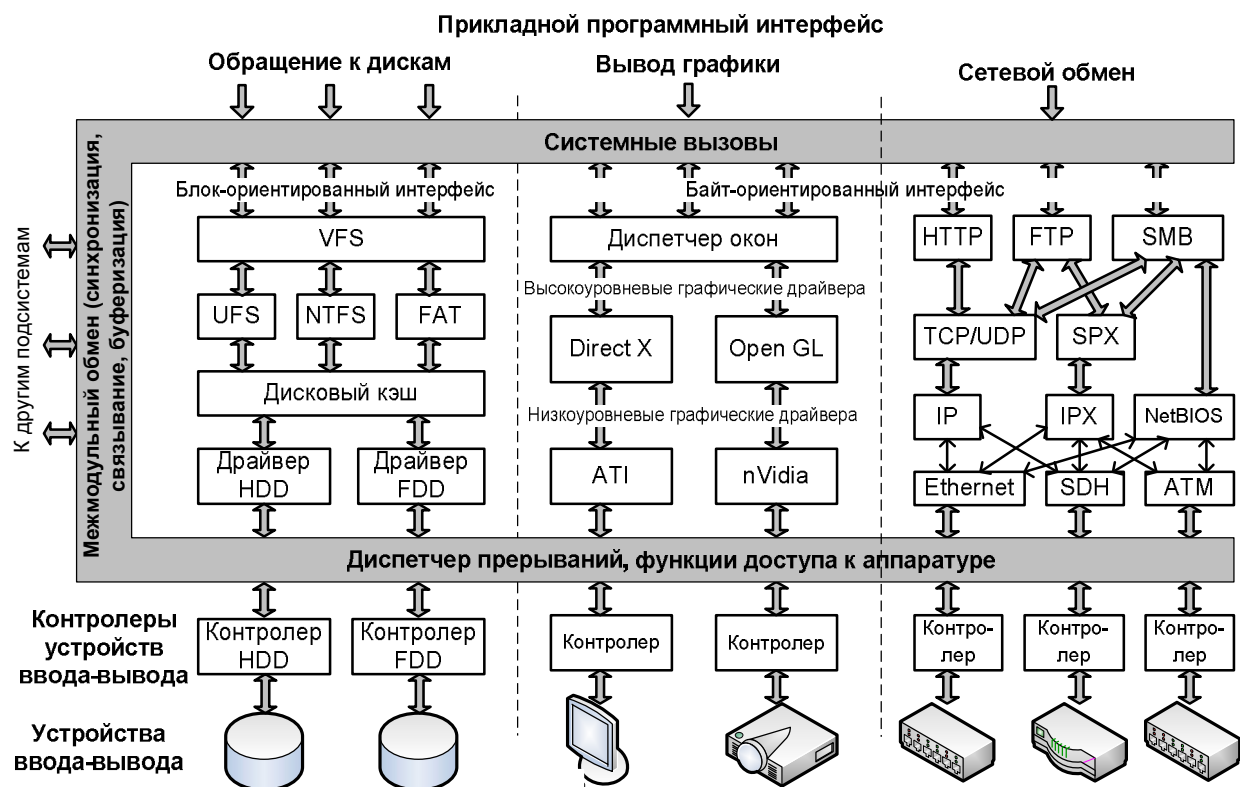 Прикладной программный интерфейс
Обращение к дискам
Вывод графики
Сетевой обмен
Системные вызовы
Межмодульный обмен (синхронизация,
связывание, буферизация)
К другим подсистемам
Блок-ориентированный интерфейс
Байт-ориентированный интерфейс
VFS
Диспетчер окон
HTTP
FTP
SMB
Высокоуровневые графические драйвера
UFS
NTFS
FAT
Direct X
Open GL
TCP/UDP
SPX
Дисковый кэш
Низкоуровневые графические драйвера
IP
IPX
NetBIOS
Драйвер
HDD
Драйвер
FDD
ATI
nVidia
Ethernet
SDH
ATM
Диспетчер прерываний, функции доступа к аппаратуре
Контролеры
устройств
ввода-вывода
Контролер
HDD
Контролер
FDD
Контролер
Контролер
Контро-
лер
Контро-
лер
Контро-
лер
Устройства
ввода-вывода